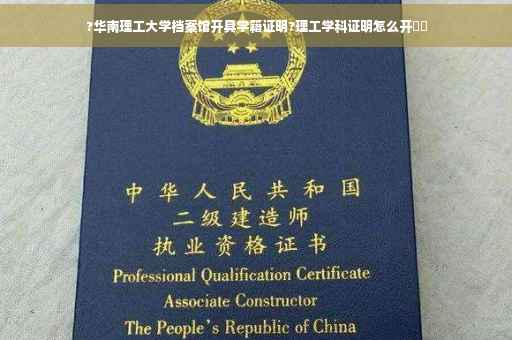 ?华南理工大学档案馆开具学籍证明?理工学科证明怎么开□□
中华人民共和国
二级建造师
执业资格证书
Professional Qualification Certificate
Associate Constructor
The People's Republic of China